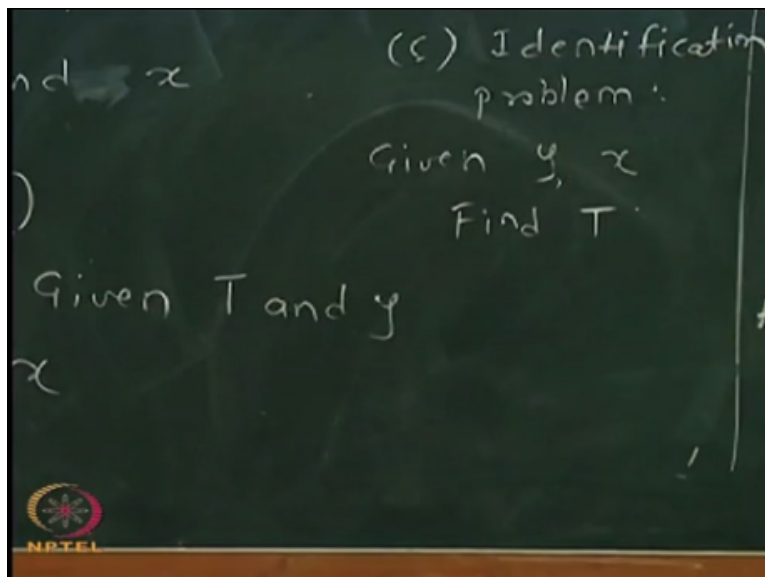 nd x
)
Given T and y
x
(c) Identification
problem:
Given y, x
Find T
NPTEL